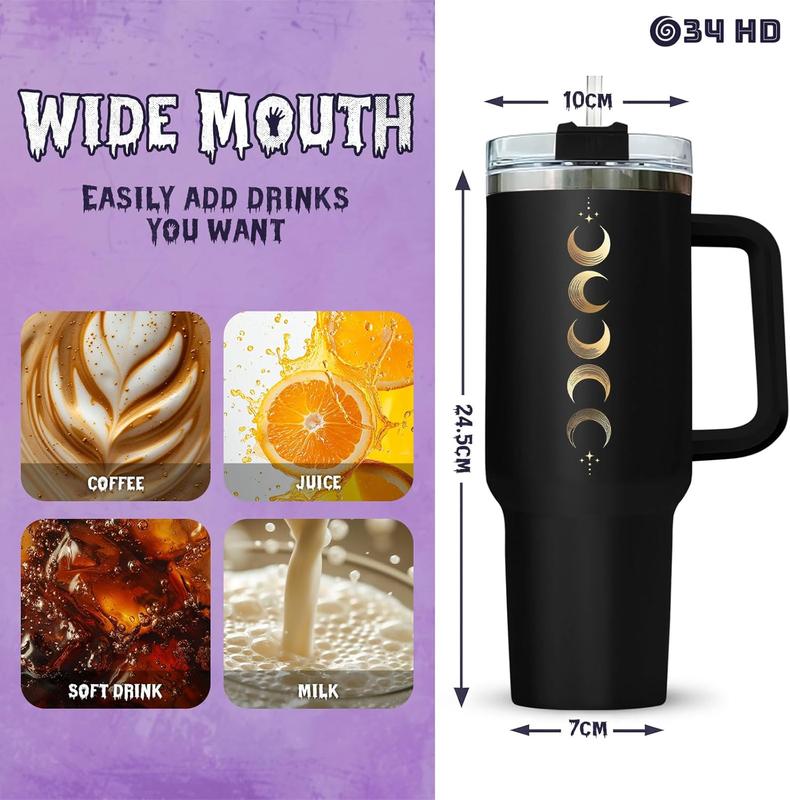 WIDE MOUTH
EASILY ADD DRINKS
YOU WANT
COFFEE
JUICE
SOFT DRINK
MILK
34 HD
10CM
24.5CM
7CM